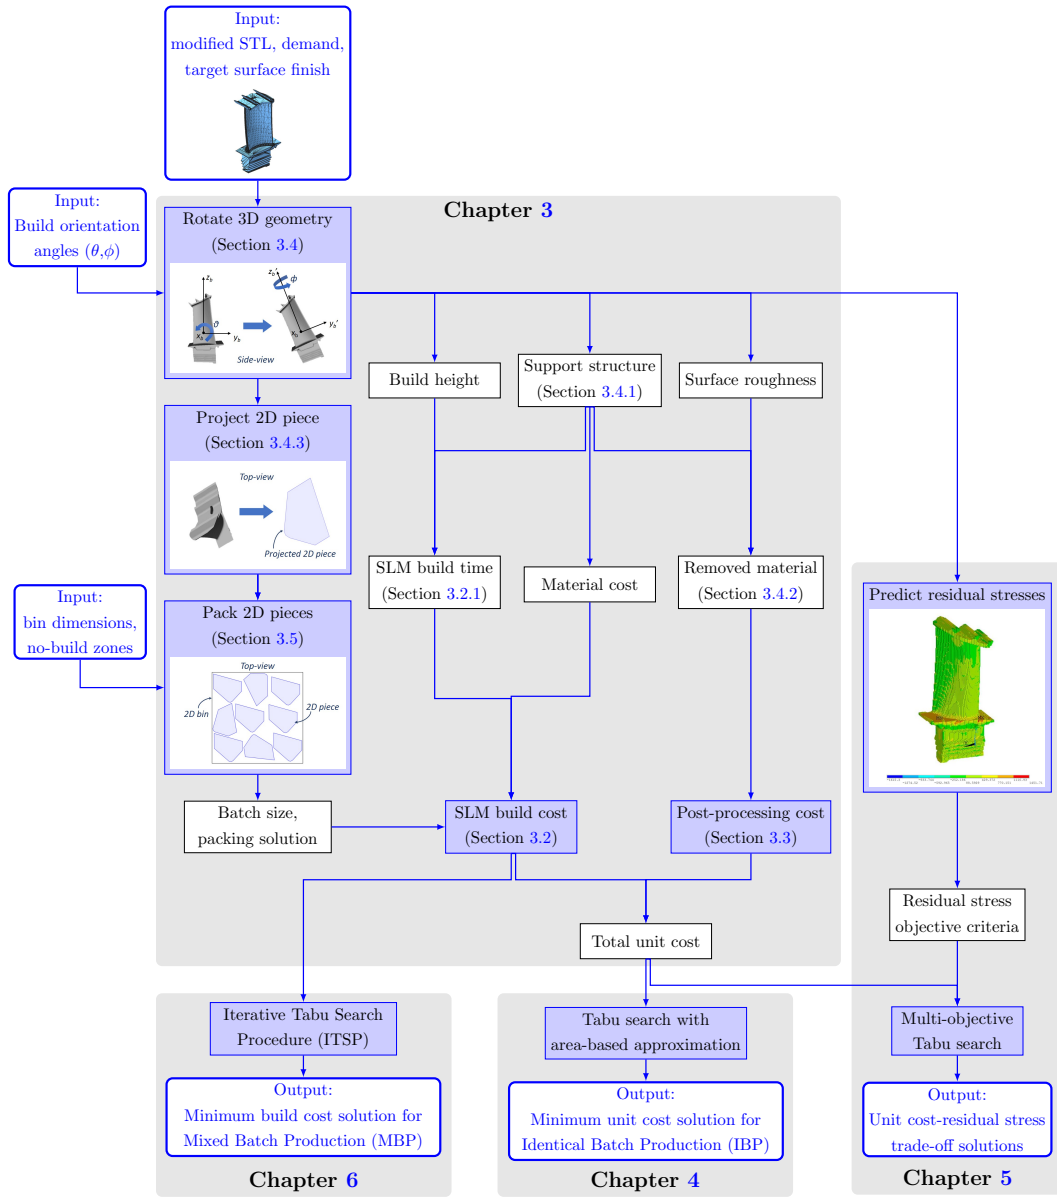 Input:
modified STL, demand,
target surface finish
Input:
Build orientation
angles (θ,ϕ)
Chapter 3
Rotate 3D geometry
(Section 3.4)
z_b
ϑ
x_b
y_b
z_b'
ϕ
x_b
y_b'
Side-view
Build height
Support structure
(Section 3.4.1)
Surface roughness
Project 2D piece
(Section 3.4.3)
Top-view
Projected 2D piece
SLM build time
(Section 3.2.1)
Material cost
Removed material
(Section 3.4.2)
Input:
bin dimensions,
no-build zones
Pack 2D pieces
(Section 3.5)
Top-view
2D bin
2D piece
Predict residual stresses
Batch size,
packing solution
SLM build cost
(Section 3.2)
Post-processing cost
(Section 3.3)
Residual stress
objective criteria
Total unit cost
Iterative Tabu Search
Procedure (ITSP)
Tabu search with
area-based approximation
Multi-objective
Tabu search
Output:
Minimum build cost solution for
Mixed Batch Production (MBP)
Output:
Minimum unit cost solution for
Identical Batch Production (IBP)
Output:
Unit cost-residual stress
trade-off solutions
Chapter 6
Chapter 4
Chapter 5